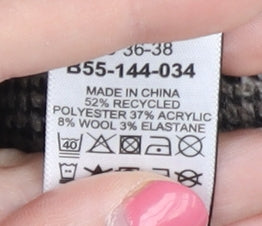 36-38
B55-144-034
MADE IN CHINA
52% RECYCLED
POLYESTER 37% ACRYLIC
8% WOOL 3% ELASTANE
40